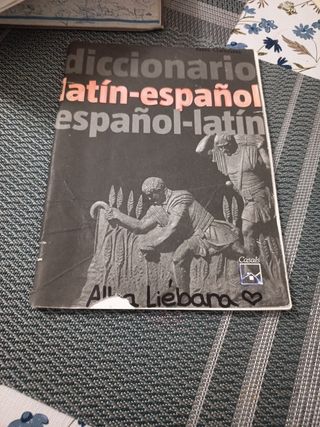 diccionario
latín-español
español-latín
Casals
Alba Liébana